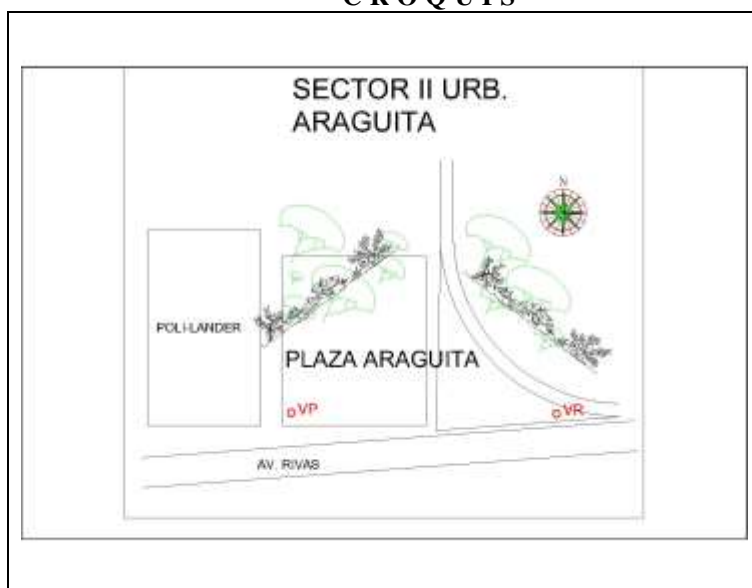 C R O Q U I S
SECTOR II URB.
ARAGUITA
N
POLI-LANDER
PLAZA ARAGUITA
VP
VR
AV. RIVAS